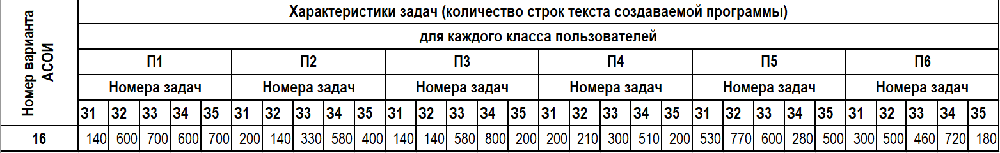 Номер варианта АСОИ
Характеристики задач (количество строк текста создаваемой программы)
для каждого класса пользователей
П1 П2 П3 П4 П5 П6
Номера задач Номера задач Номера задач Номера задач Номера задач Номера задач
З1 З2 З3 З4 З5 З1 З2 З3 З4 З5 З1 З2 З3 З4 З5 З1 З2 З3 З4 З5 З1 З2 З3 З4 З5 З1 З2 З3 З4 З5
16 140 600 700 600 700 200 140 330 580 400 140 140 580 800 200 200 210 300 510 200 530 770 600 280 500 300 500 460 720 180